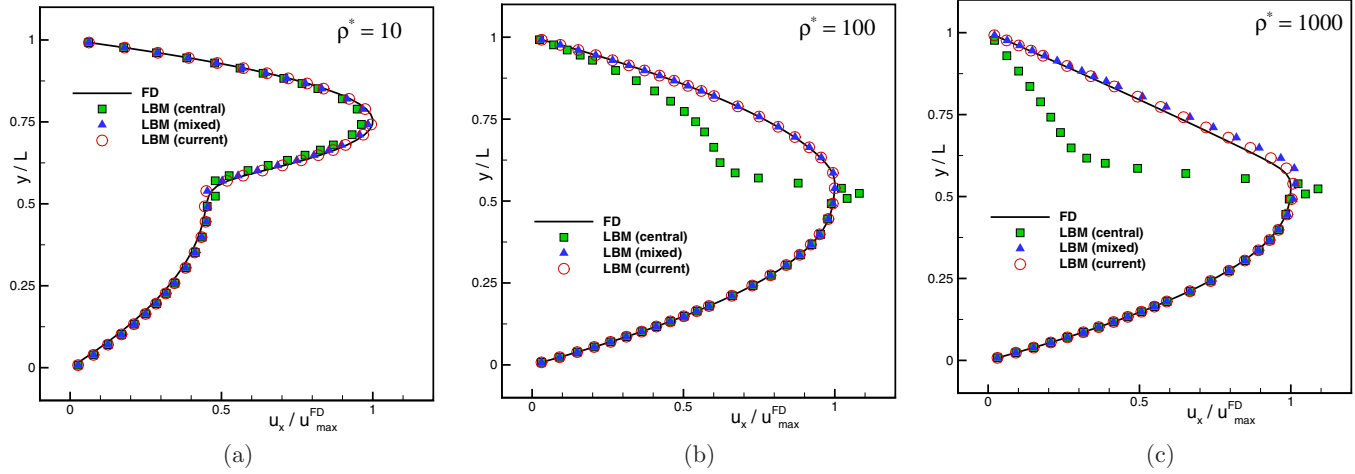 ρ* = 10
1
0.75
0.5
0.25
0
y / L
FD
LBM (central)
LBM (mixed)
LBM (current)
0
0.5
1
u_x / u_max^FD
(a)
ρ* = 100
1
0.75
0.5
0.25
0
y / L
FD
LBM (central)
LBM (mixed)
LBM (current)
0
0.5
1
u_x / u_max^FD
(b)
ρ* = 1000
1
0.75
0.5
0.25
0
y / L
FD
LBM (central)
LBM (mixed)
LBM (current)
0
0.5
1
u_x / u_max^FD
(c)